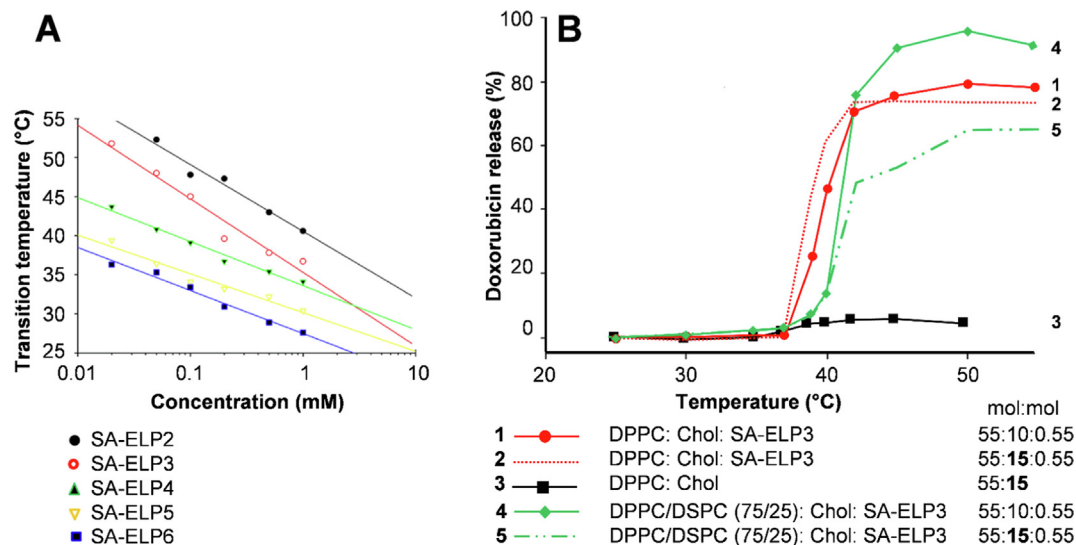 A
Transition temperature (°C)
55
50
45
40
35
30
25
0.01
0.1
1
10
Concentration (mM)
SA-ELP2
SA-ELP3
SA-ELP4
SA-ELP5
SA-ELP6
B
Doxorubicin release (%)
100
80
60
40
20
0
20
30
40
50
Temperature (°C)
4
1
2
5
3
mol:mol
1 DPPC: Chol: SA-ELP3 55:10:0.55
2 DPPC: Chol: SA-ELP3 55:15:0.55
3 DPPC: Chol 55:15
4 DPPC/DSPC (75/25): Chol: SA-ELP3 55:10:0.55
5 DPPC/DSPC (75/25): Chol: SA-ELP3 55:15:0.55